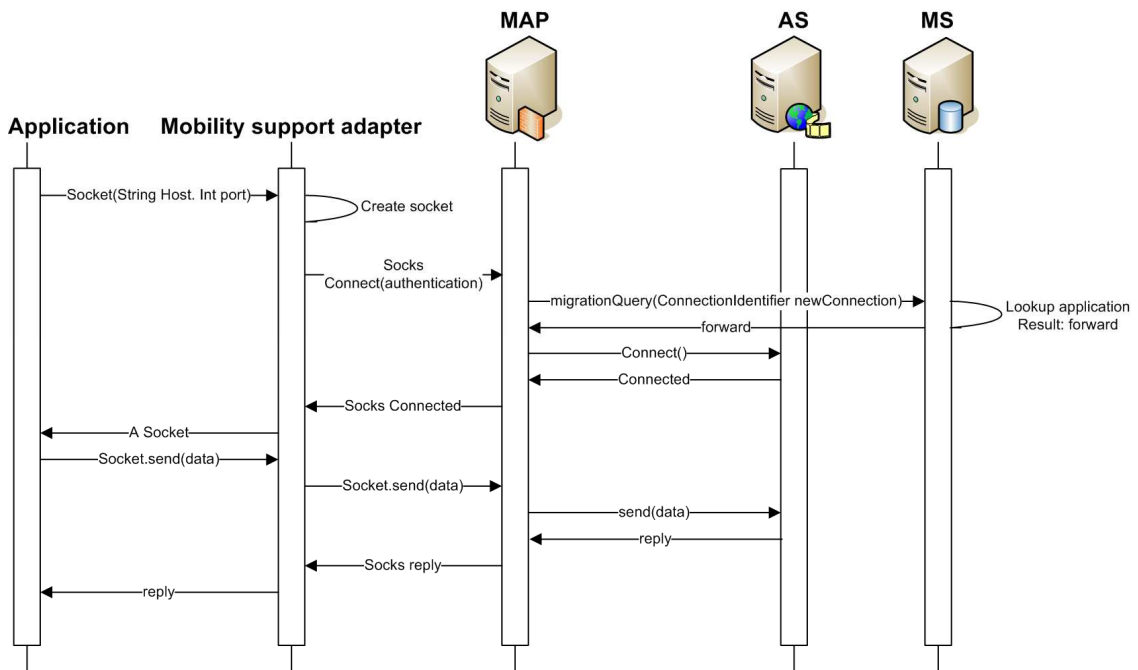 MAP
AS
MS
Application
Mobility support adapter
Socket(String Host. Int port)
Create socket
Socks
Connect(authentication)
migrationQuery(ConnectionIdentifier newConnection)
Lookup application
Result: forward
forward
Connect()
Connected
Socks Connected
A Socket
Socket.send(data)
Socket.send(data)
send(data)
reply
Socks reply
reply